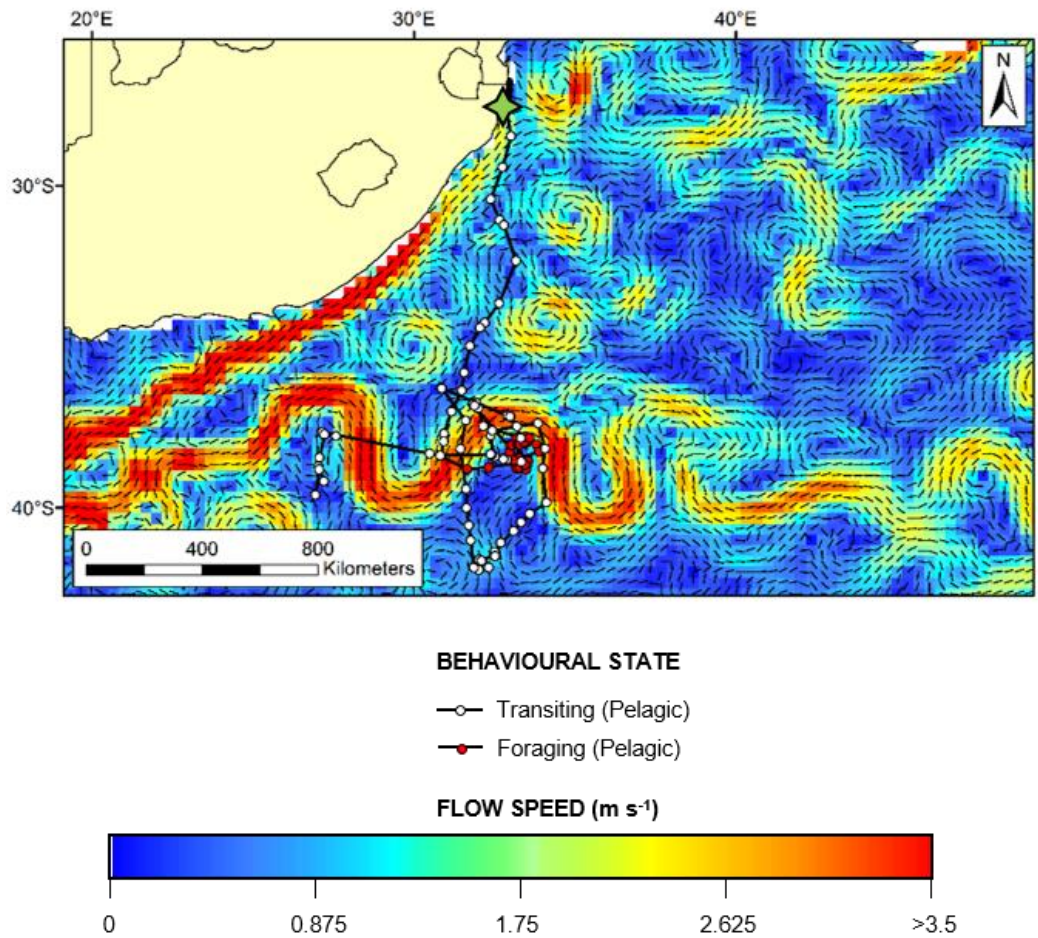 20°E 30°E 40°E
N
30°S
40°S
0 400 800
Kilometers
BEHAVIOURAL STATE
Transiting (Pelagic)
Foraging (Pelagic)
FLOW SPEED (m s⁻¹)
0 0.875 1.75 2.625 >3.5